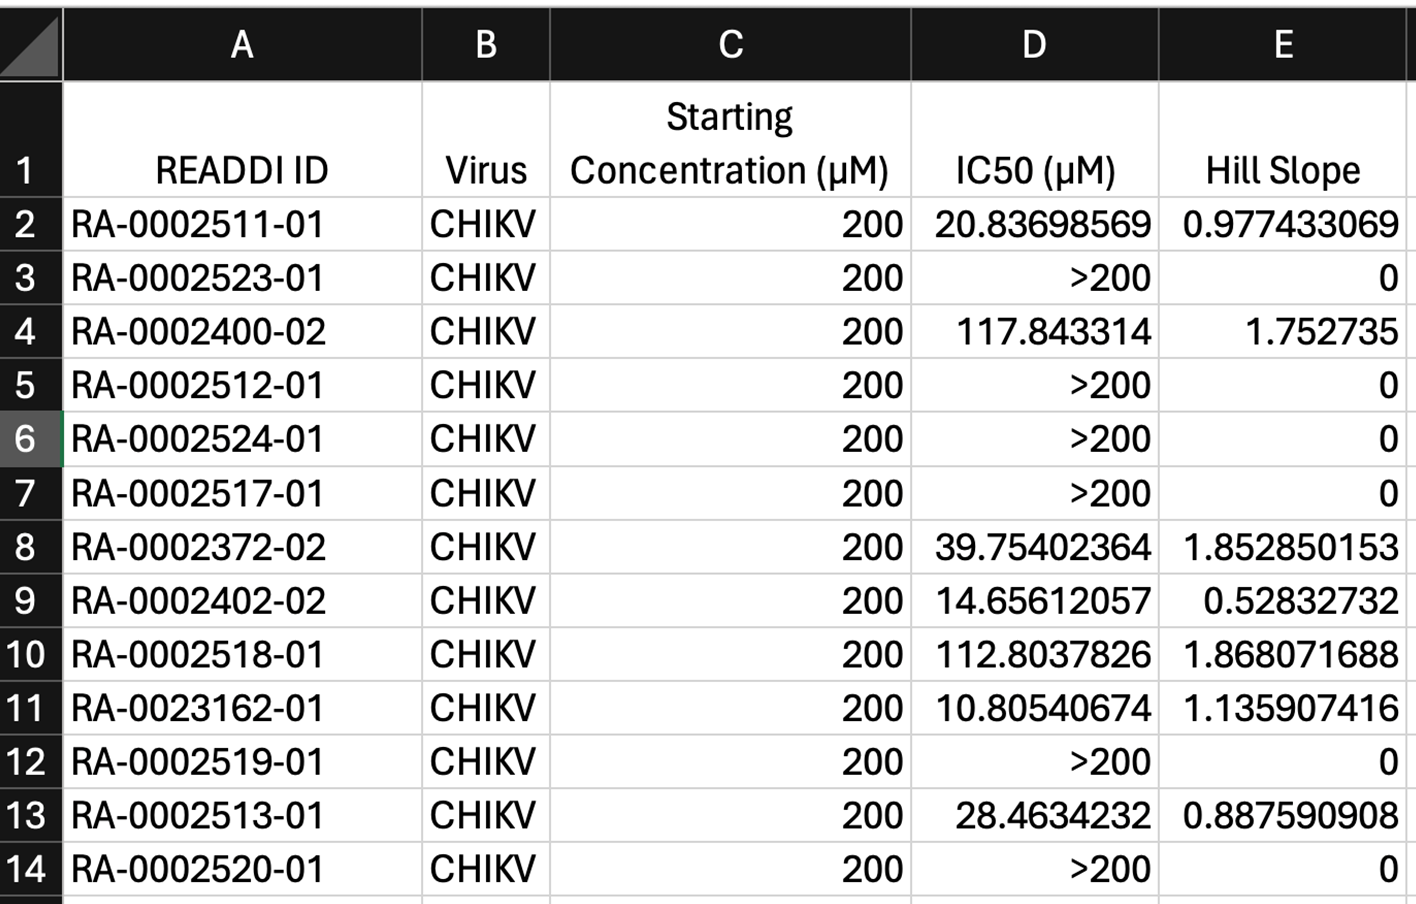 A B C D E
1 READDI ID Virus Starting Concentration (µM) IC50 (µM) Hill Slope
2 RA-0002511-01 CHIKV 200 20.83698569 0.977433069
3 RA-0002523-01 CHIKV 200 >200 0
4 RA-0002400-02 CHIKV 200 117.843314 1.752735
5 RA-0002512-01 CHIKV 200 >200 0
6 RA-0002524-01 CHIKV 200 >200 0
7 RA-0002517-01 CHIKV 200 >200 0
8 RA-0002372-02 CHIKV 200 39.75402364 1.852850153
9 RA-0002402-02 CHIKV 200 14.65612057 0.52832732
10 RA-0002518-01 CHIKV 200 112.8037826 1.868071688
11 RA-0023162-01 CHIKV 200 10.80540674 1.135907416
12 RA-0002519-01 CHIKV 200 >200 0
13 RA-0002513-01 CHIKV 200 28.4634232 0.887590908
14 RA-0002520-01 CHIKV 200 >200 0